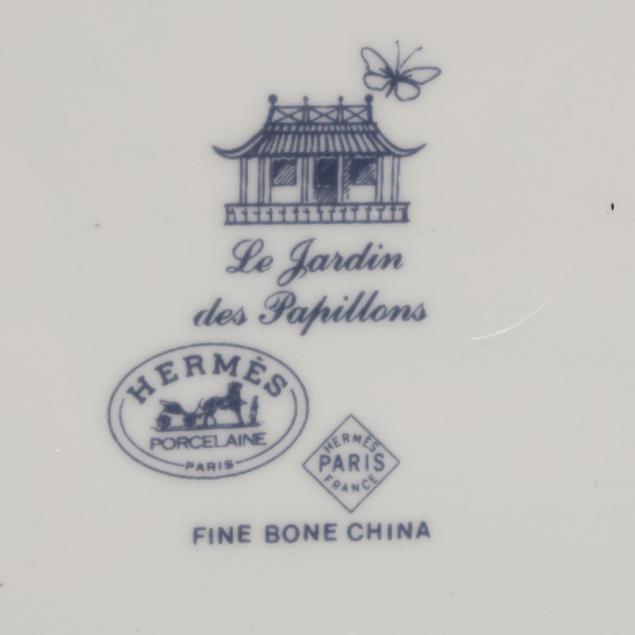 Le Jardin
des Papillons
HERMÈS
PORCELAINE
PARIS
HERMÈS
PARIS
FRANCE
FINE BONE CHINA